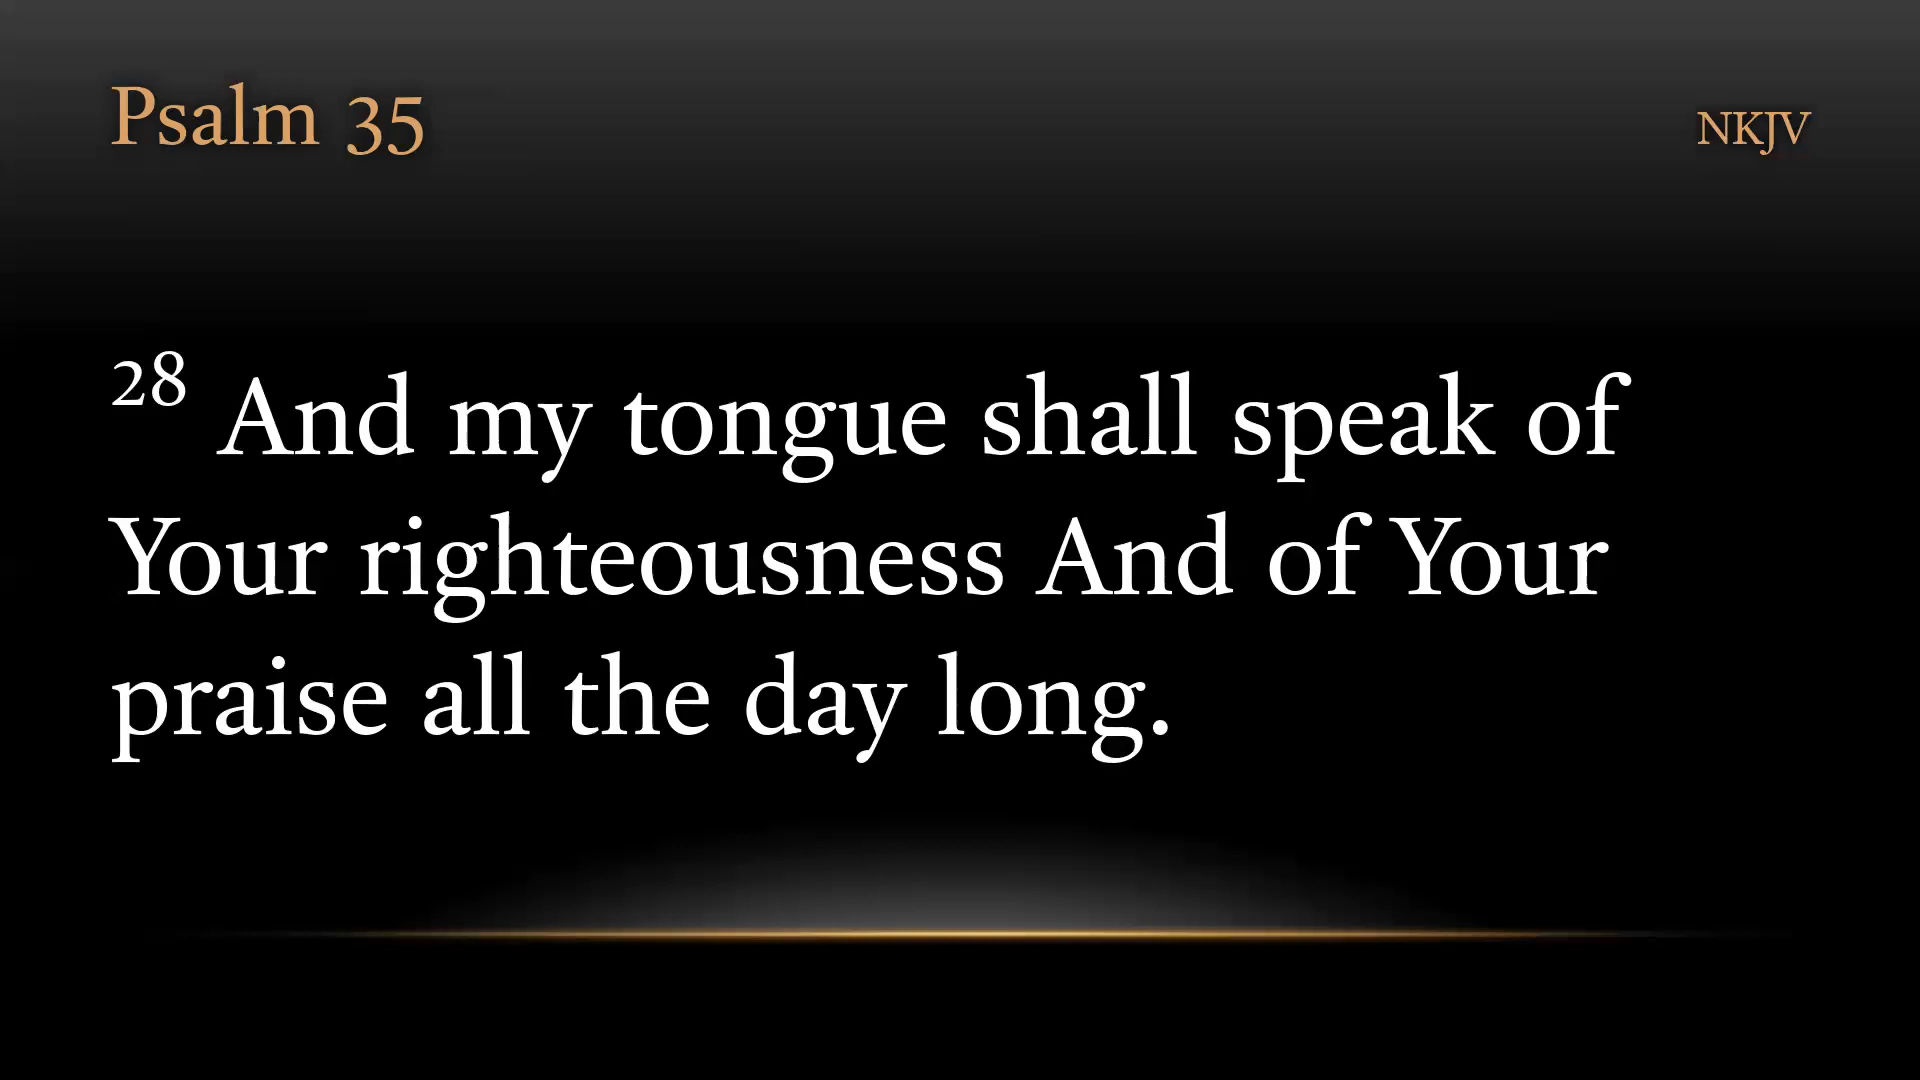 Psalm 35
NKJV
28 And my tongue shall speak of
Your righteousness And of Your
praise all the day long.